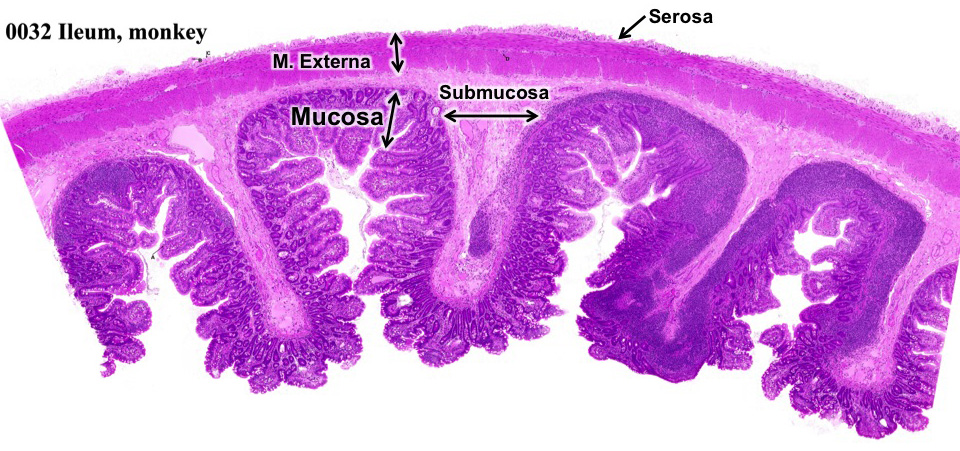 0032 Ileum, monkey
Serosa
M. Externa
Submucosa
Mucosa